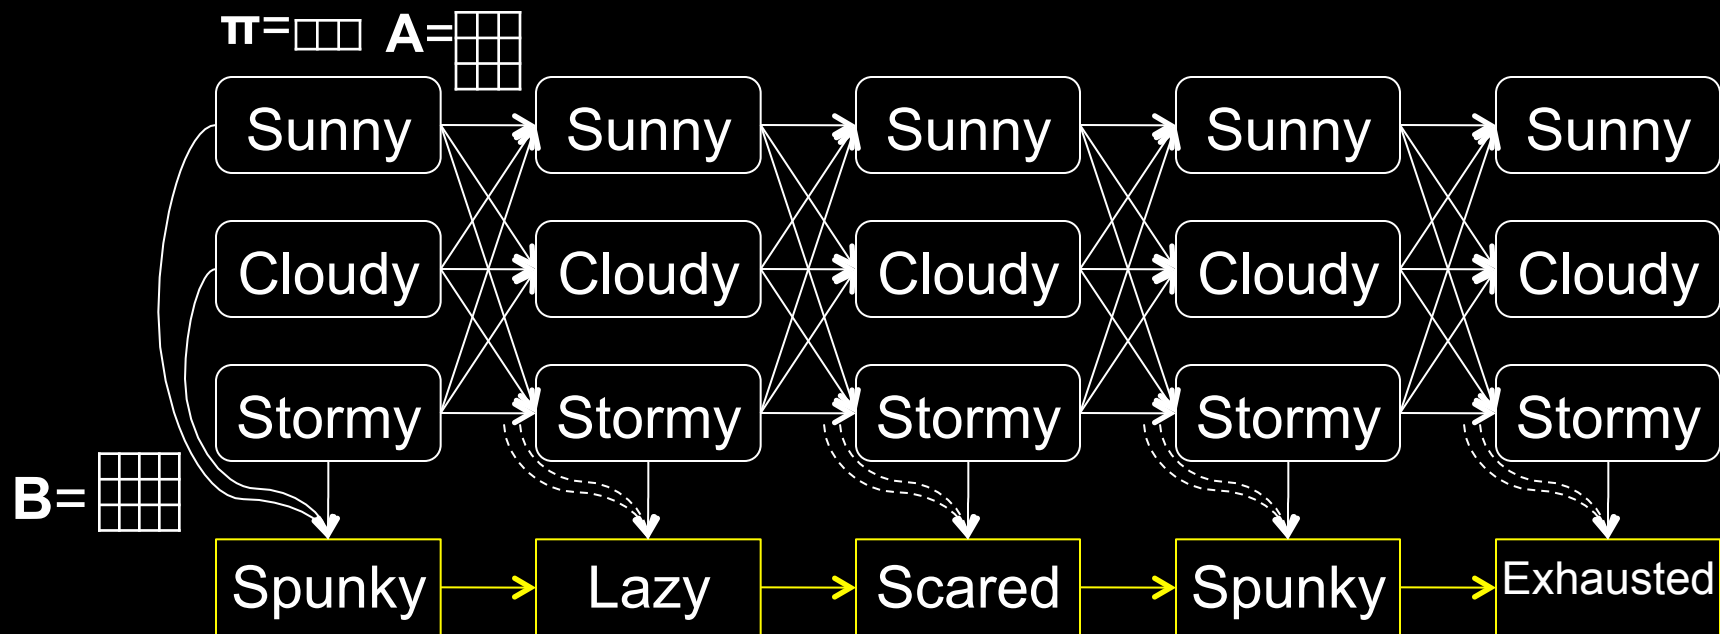 π= A=
Sunny Sunny Sunny Sunny Sunny
Cloudy Cloudy Cloudy Cloudy Cloudy
Stormy Stormy Stormy Stormy Stormy
B=
Spunky Lazy Scared Spunky Exhausted